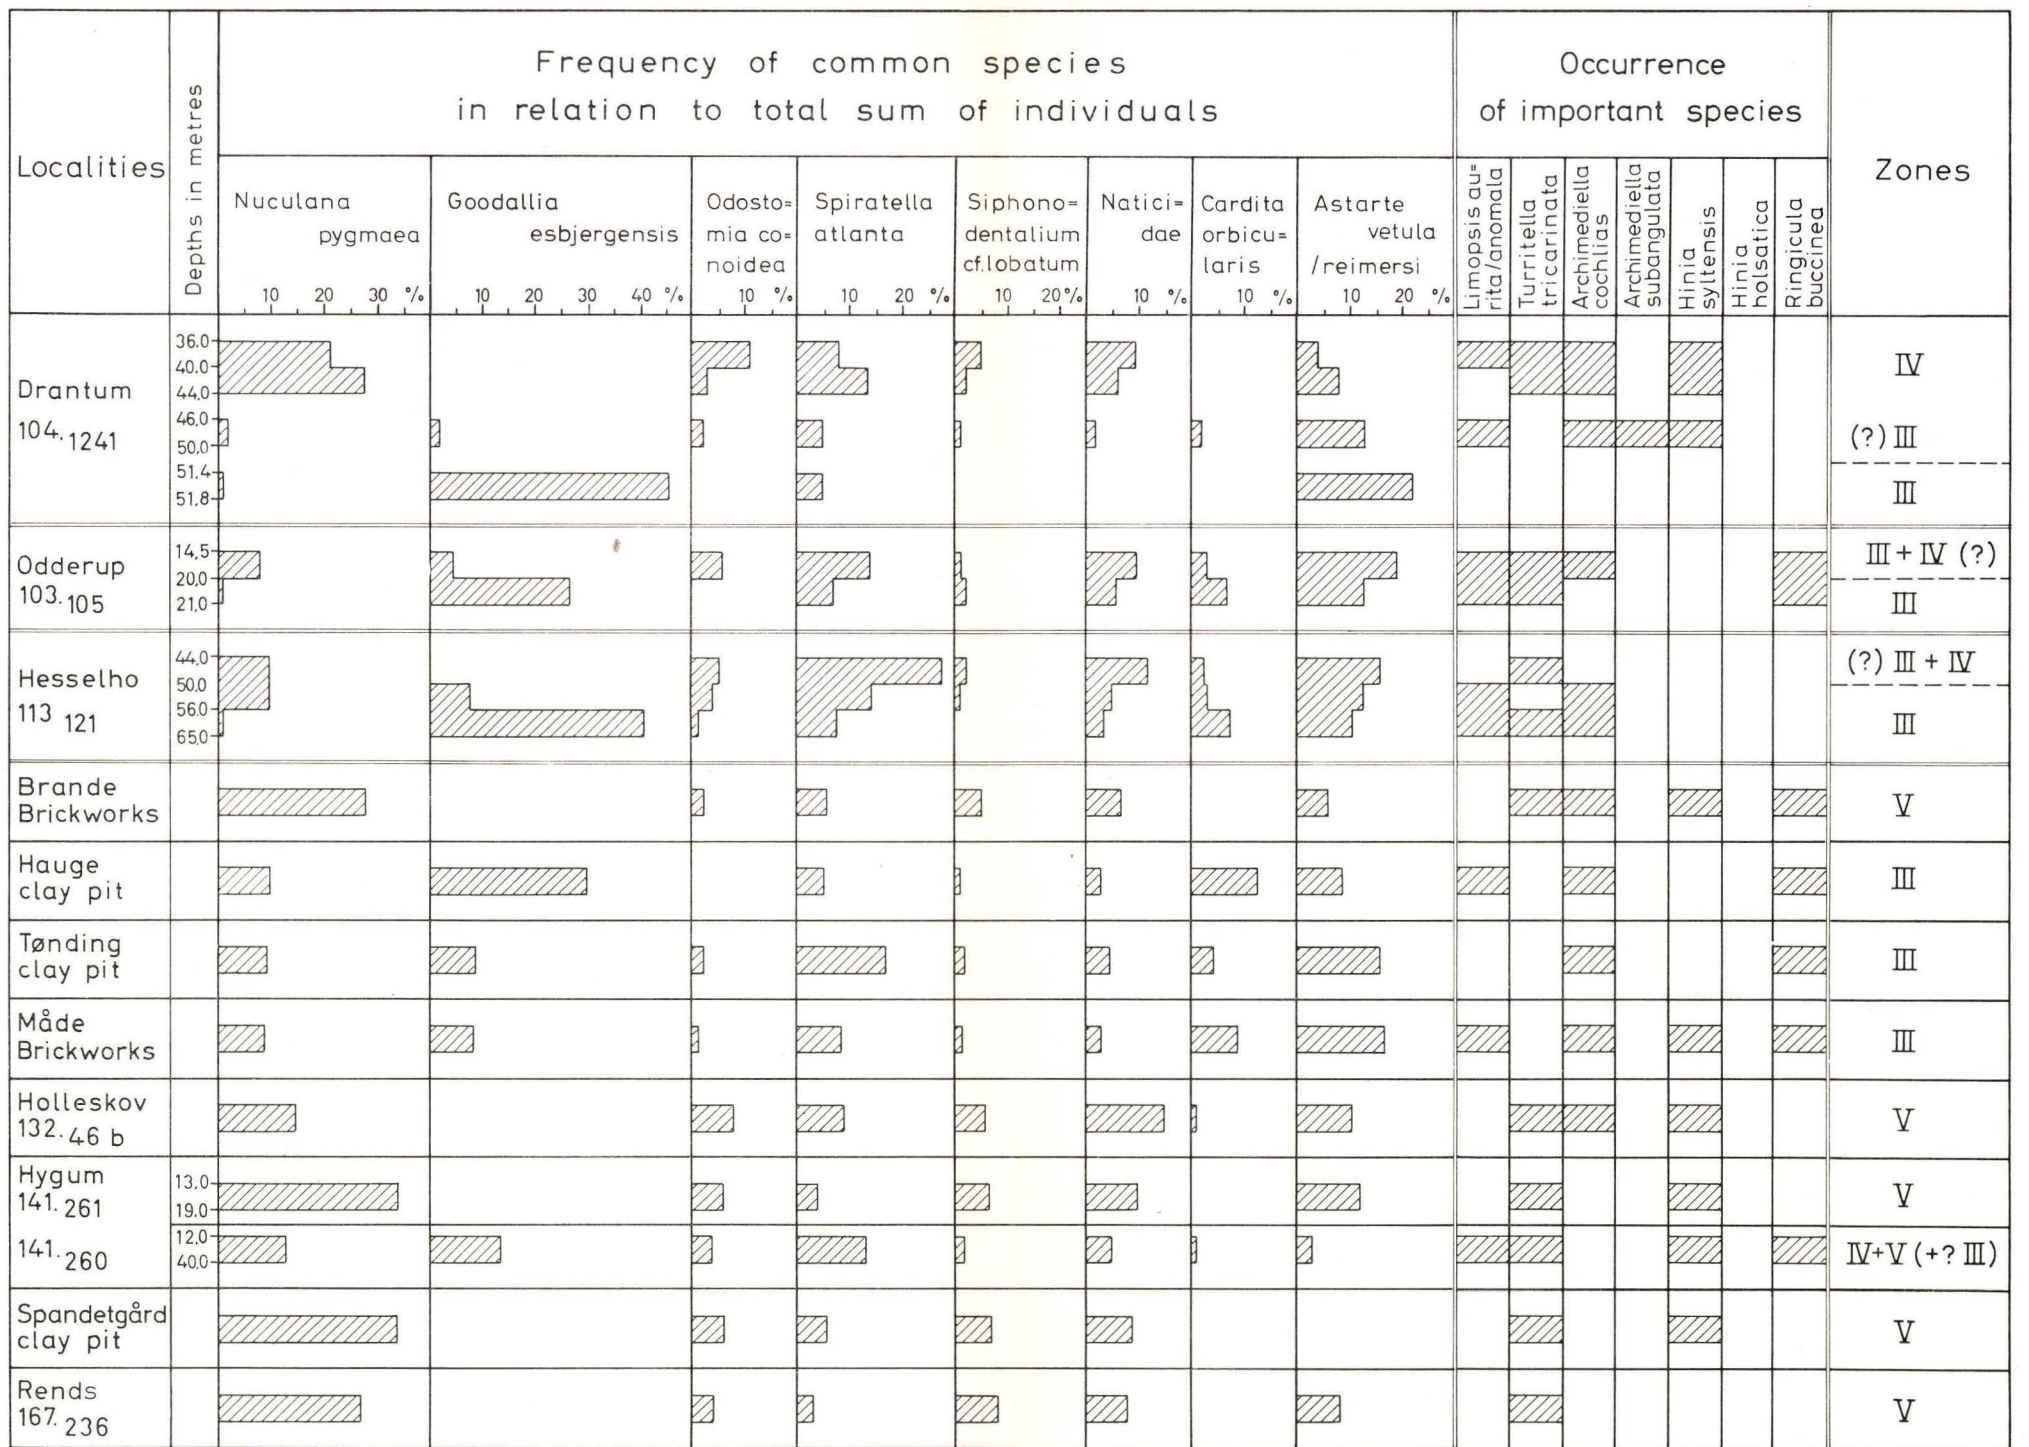 Localities
Depths in metres
Frequency of common species
in relation to total sum of individuals
Occurrence
of important species
Zones
Nuculana
pygmaea
10 20 30 %
Goodallia
esbjergensis
10 20 30 40 %
Odosto=
mia co=
noidea
10 %
Spiratella
atlanta
10 20 %
Siphono=
dentalium
cf.lobatum
10 20%
Natici=
dae
10 %
Cardita
orbicu=
laris
10 %
Astarte
vetula
/reimersi
10 20 %
Limopsis au=
rita/anomala
Turritella
tricarinata
Archimediella
cochlias
Archimediella
subangulata
Hinia
syltensis
Hinia
holsatica
Ringicula
buccinea
Drantum
104.1241
36.0
40.0
44,0
46,0
50,0
51.4
51.8
IV
(?) III
III
Odderup
103.105
14,5
20,0
21,0
III + IV (?)
III
Hesselho
113 121
44,0
50.0
56.0
65,0
(?) III + IV
III
Brande
Brickworks
V
Hauge
clay pit
III
Tønding
clay pit
III
Måde
Brickworks
III
Holleskov
132.46 b
V
Hygum
141.261
13,0
19.0
V
141.260
12,0
40,0
IV+V (+? III)
Spandetgård
clay pit
V
Rends
167.236
V